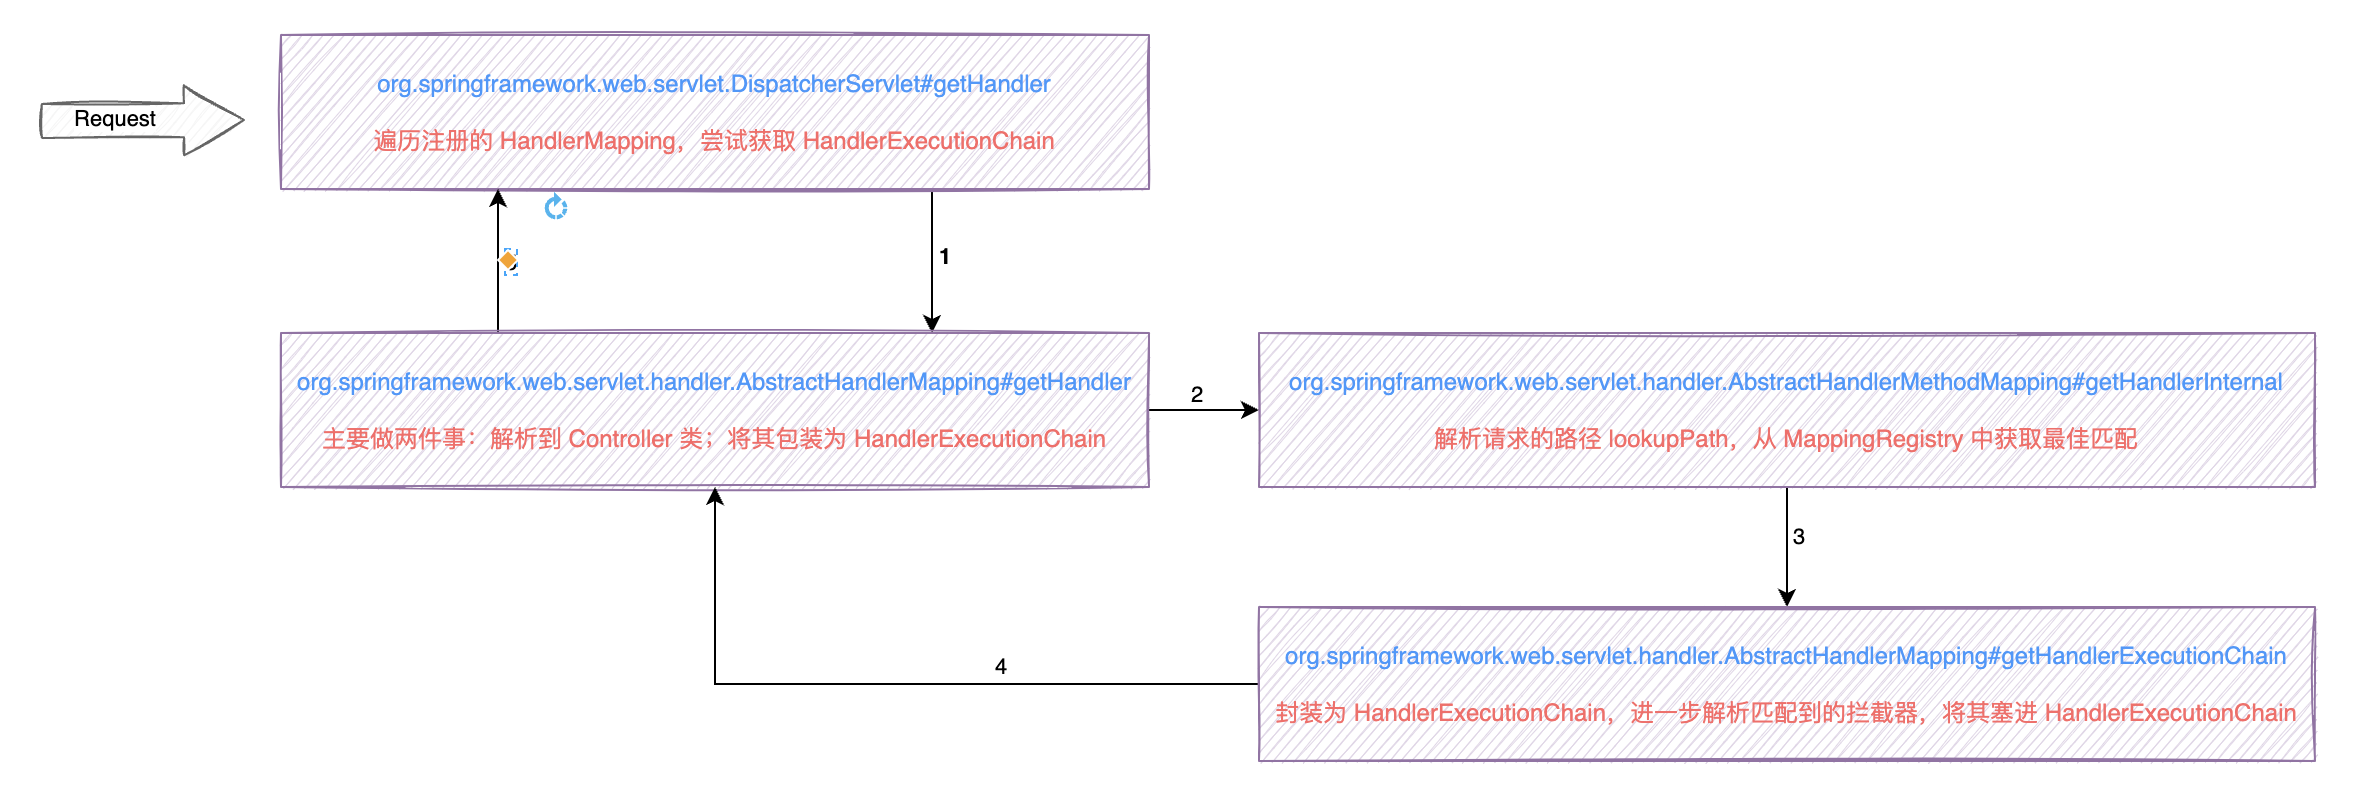 Request
org.springframework.web.servlet.DispatcherServlet#getHandler
遍历注册的 HandlerMapping，尝试获取 HandlerExecutionChain
1
org.springframework.web.servlet.handler.AbstractHandlerMapping#getHandler
主要做两件事：解析到 Controller 类；将其包装为 HandlerExecutionChain
2
org.springframework.web.servlet.handler.AbstractHandlerMethodMapping#getHandlerInternal
解析请求的路径 lookupPath，从 MappingRegistry 中获取最佳匹配
3
org.springframework.web.servlet.handler.AbstractHandlerMapping#getHandlerExecutionChain
封装为 HandlerExecutionChain，进一步解析匹配到的拦截器，将其塞进 HandlerExecutionChain
4